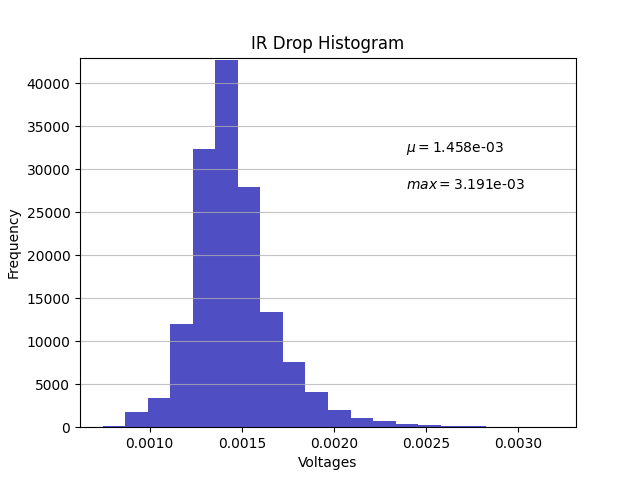 IR Drop Histogram
40000
35000
30000
25000
20000
15000
10000
5000
0
Frequency
μ = 1.458e-03
max = 3.191e-03
0.0010 0.0015 0.0020 0.0025 0.0030
Voltages